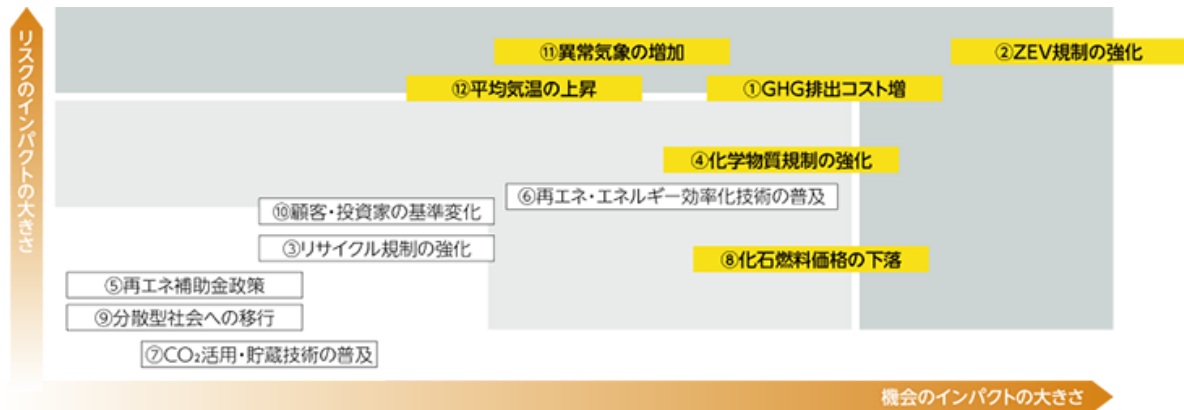 リスクのインパクトの大きさ
⑪異常気象の増加
②ZEV規制の強化
⑫平均気温の上昇
①GHG排出コスト増
④化学物質規制の強化
⑥再エネ・エネルギー効率化技術の普及
⑩顧客・投資家の基準変化
③リサイクル規制の強化
⑧化石燃料価格の下落
⑤再エネ補助金政策
⑨分散型社会への移行
⑦CO₂活用・貯蔵技術の普及
機会のインパクトの大きさ